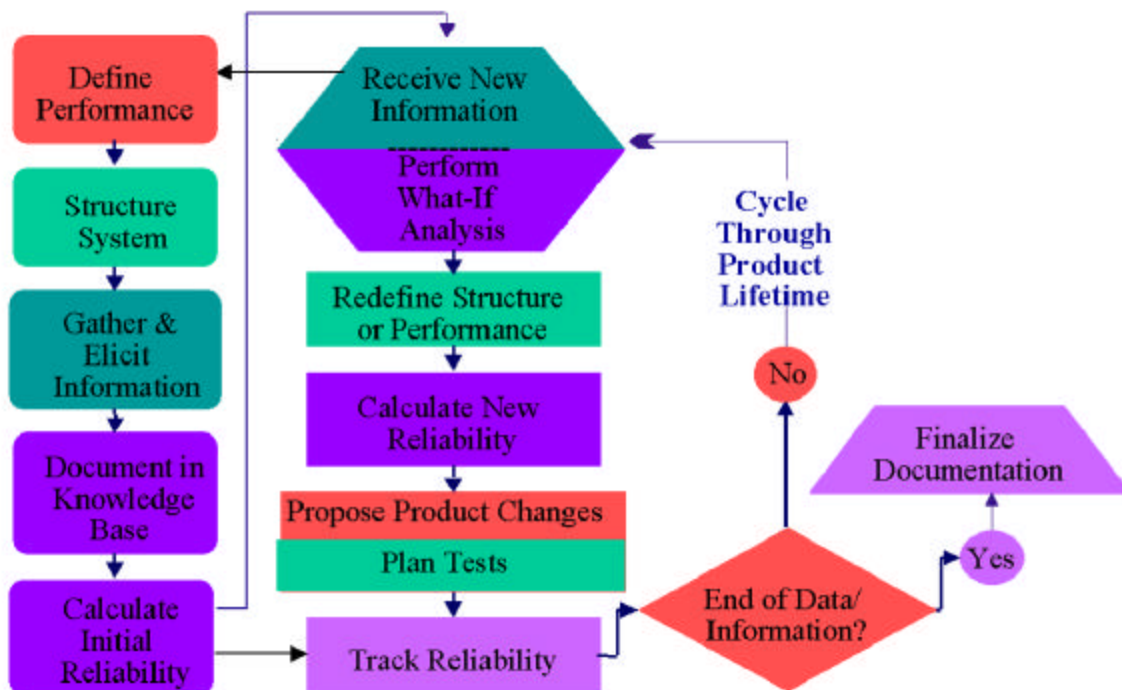 Define
Performance
Structure
System
Gather &
Elicit
Information
Document in
Knowledge
Base
Calculate
Initial
Reliability
Receive New
Information
Perform
What-If
Analysis
Redefine Structure
or Performance
Calculate New
Reliability
Propose Product Changes
Plan Tests
Track Reliability
End of Data/
Information?
No
Cycle
Through
Product
Lifetime
Yes
Finalize
Documentation